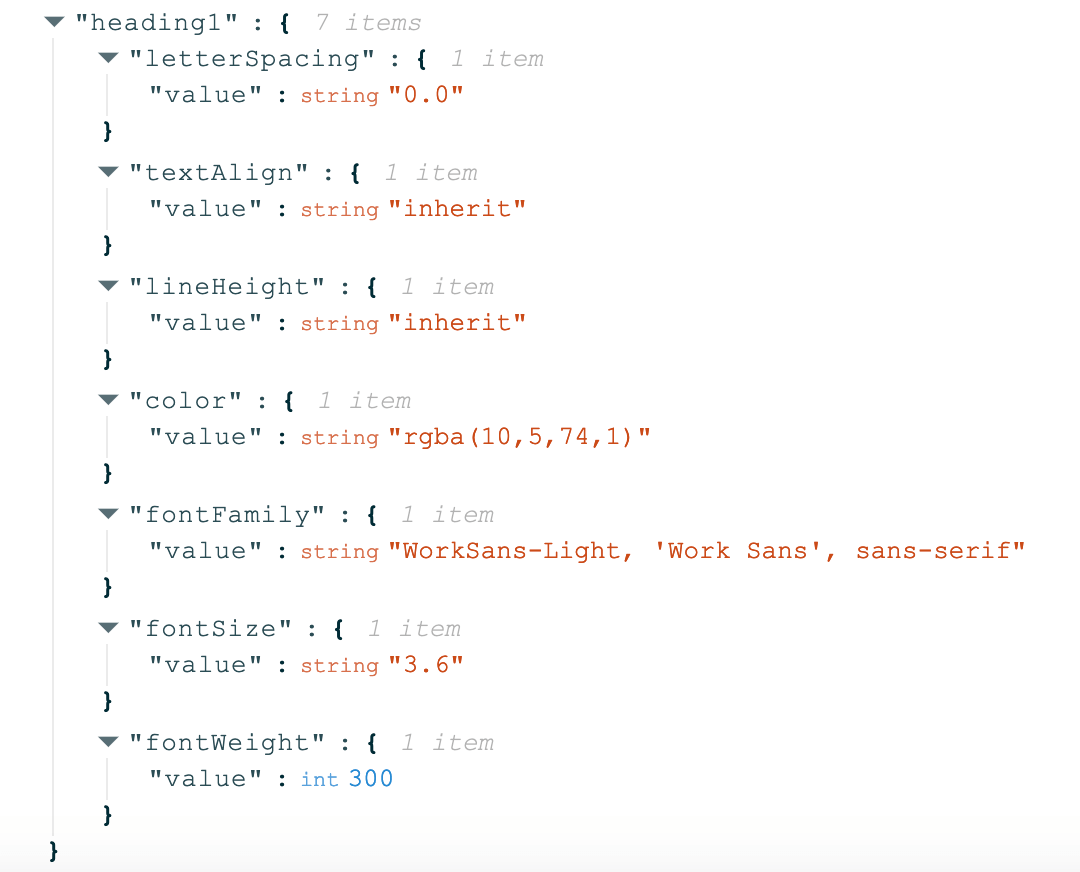 "heading1" : { 7 items
"letterSpacing" : { 1 item
"value" : string "0.0"
}
"textAlign" : { 1 item
"value" : string "inherit"
}
"lineHeight" : { 1 item
"value" : string "inherit"
}
"color" : { 1 item
"value" : string "rgba(10,5,74,1)"
}
"fontFamily" : { 1 item
"value" : string "WorkSans-Light, 'Work Sans', sans-serif"
}
"fontSize" : { 1 item
"value" : string "3.6"
}
"fontWeight" : { 1 item
"value" : int 300
}
}